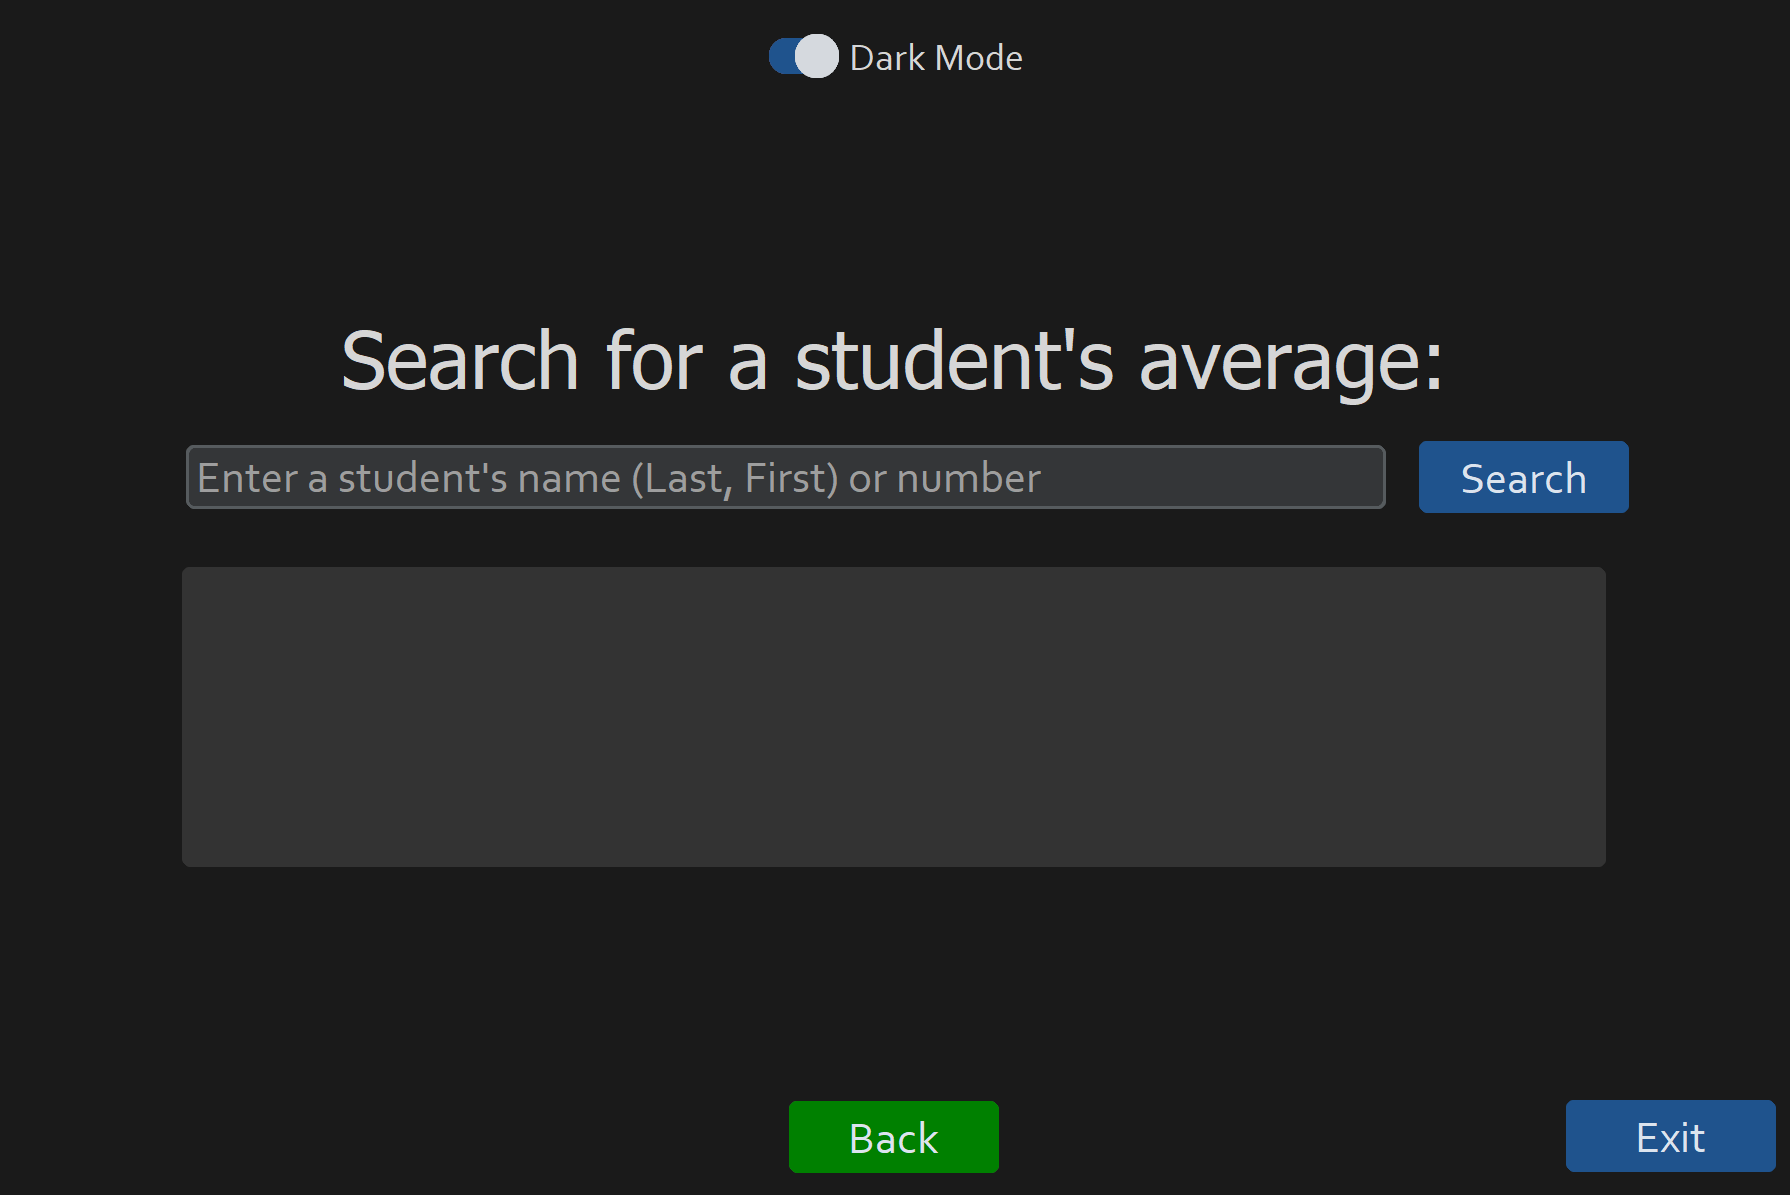 Dark Mode
Search for a student's average:
Enter a student's name (Last, First) or number
Search
Back
Exit